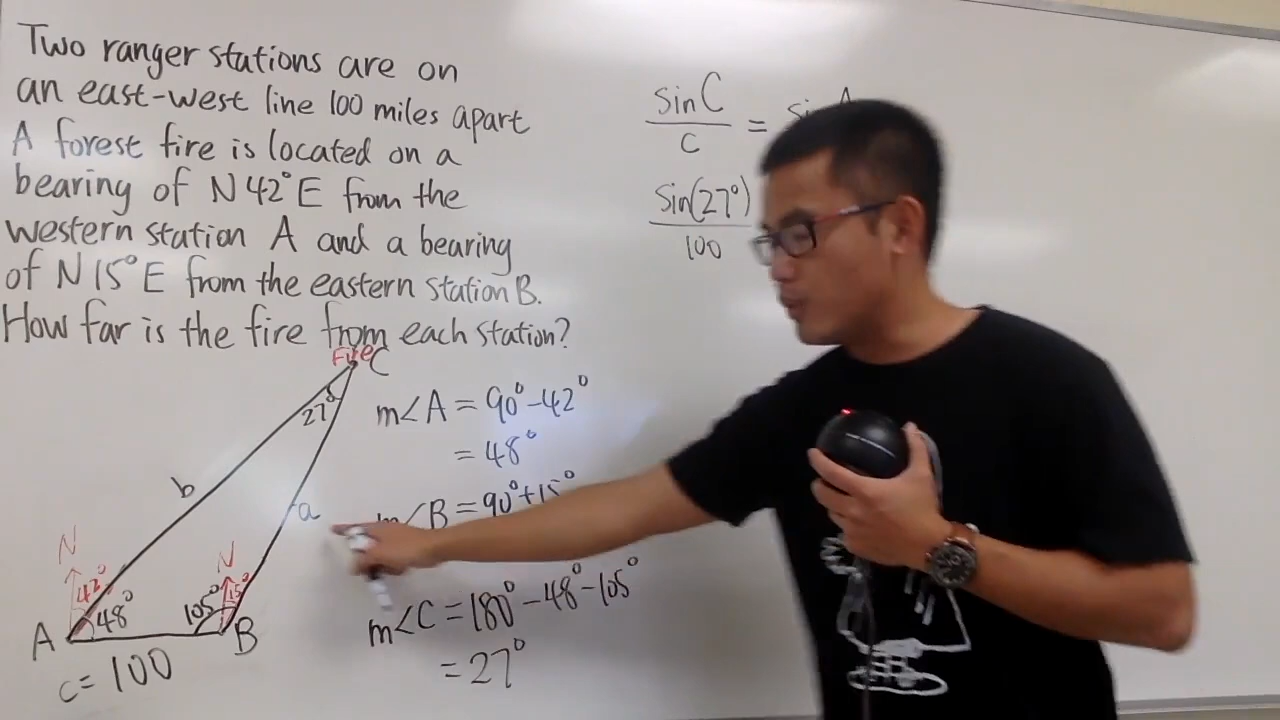 Two ranger stations are on
an east-west line 100 miles apart
A forest fire is located on a
bearing of N 42° E from the
western station A and a bearing
of N 15° E from the eastern station B.
How far is the fire from each station?
Fire C
27°
b
a
N
42°
48°
A
N
15°
105°
B
c = 100
m∠A = 90° - 42°
= 48°
m∠B = 90° + 15°
m∠C = 180° - 48° - 105°
= 27°
sin C / c = sin A
sin(27°) / 100